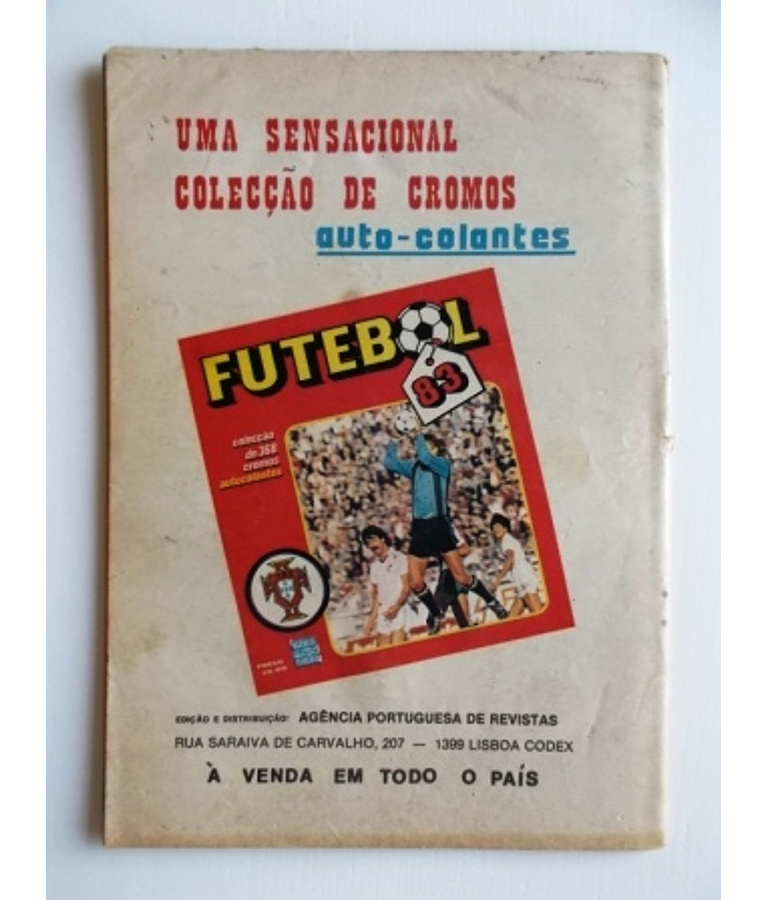 UMA SENSACIONAL
COLECÇÃO DE CROMOS
auto-colantes
FUTEBOL
83
colecção
de 368
cromos
autocolantes
EDIÇÃO E DISTRIBUIÇÃO: AGÊNCIA PORTUGUESA DE REVISTAS
RUA SARAIVA DE CARVALHO, 207 — 1399 LISBOA CODEX
À VENDA EM TODO O PAÍS